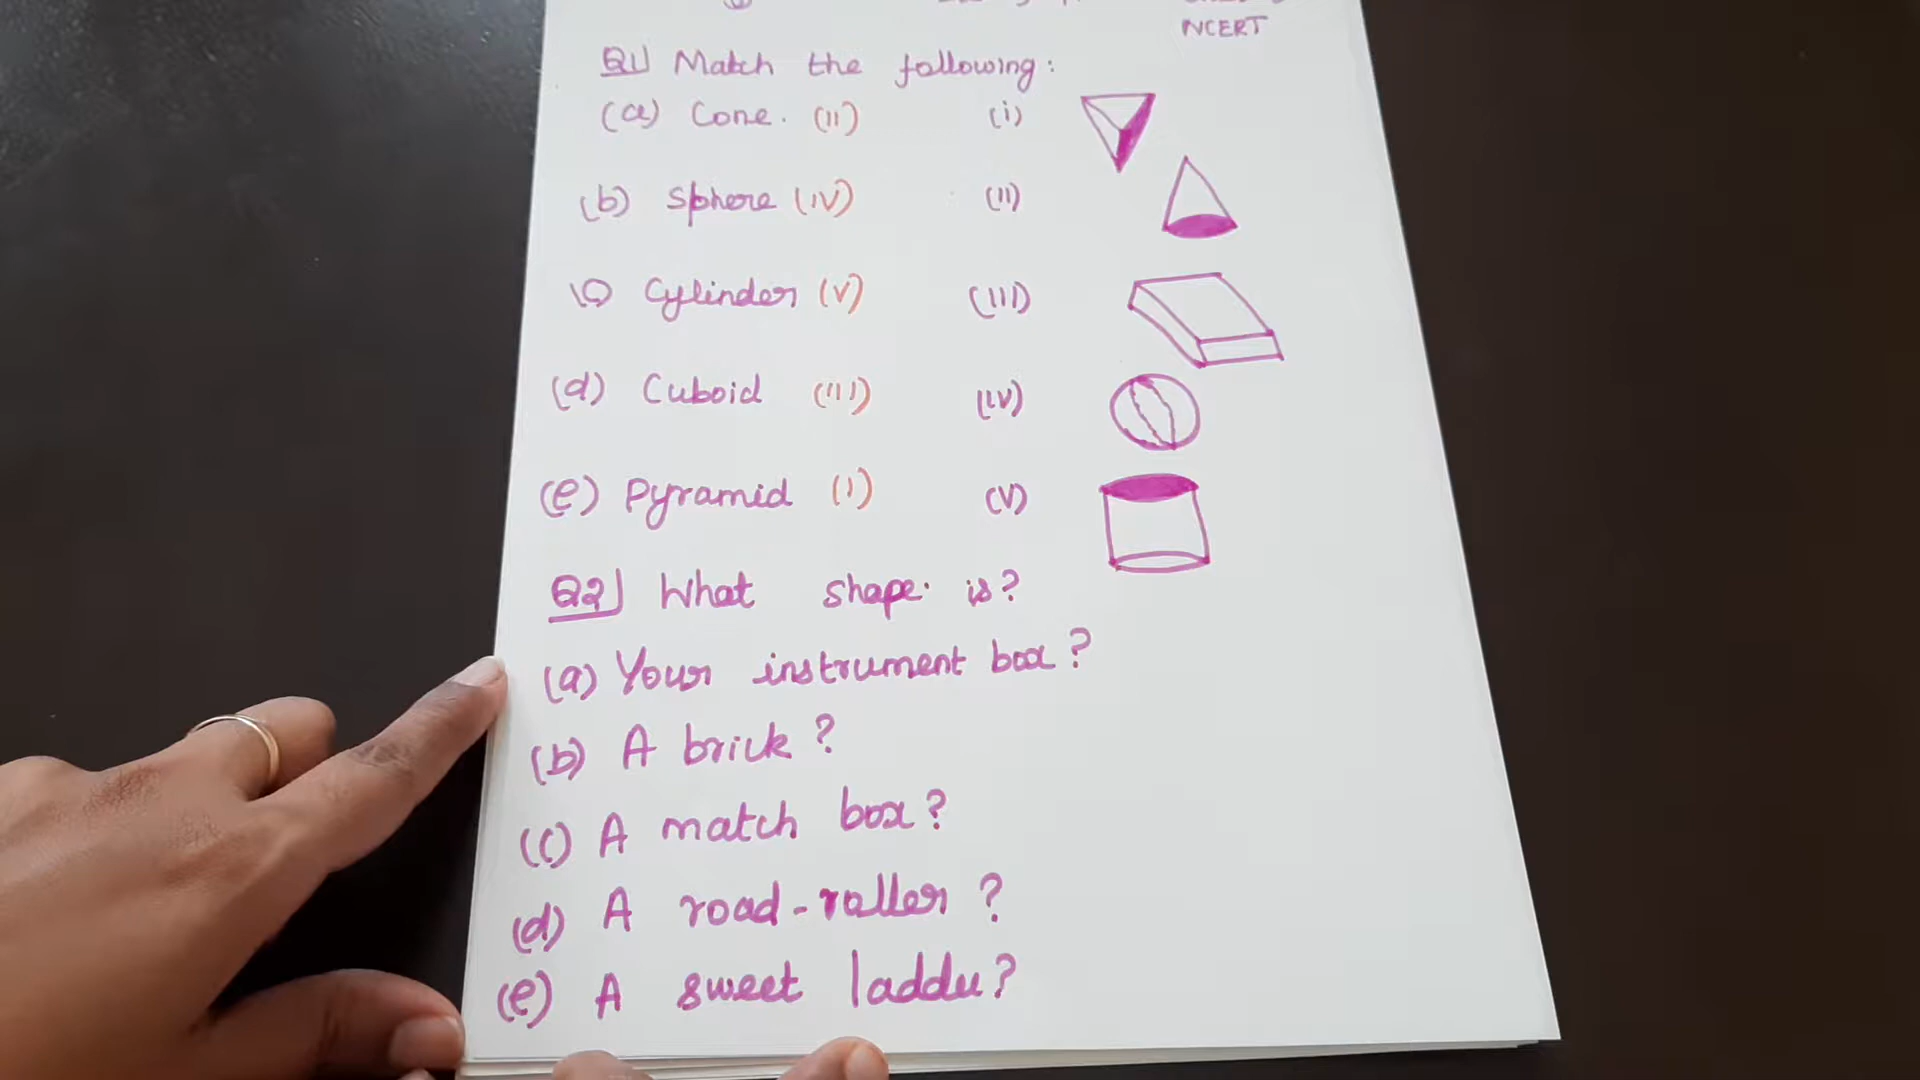 NCERT
Q1 Match the following:
(a) Cone. (II) (i)
(b) Sphere (IV) (II)
(c) Cylinder (V) (III)
(d) Cuboid (III) (IV)
(e) Pyramid (I) (V)
Q2 What shape is?
(a) Your instrument box?
(b) A brick?
(c) A match box?
(d) A road-roller?
(e) A sweet laddu?